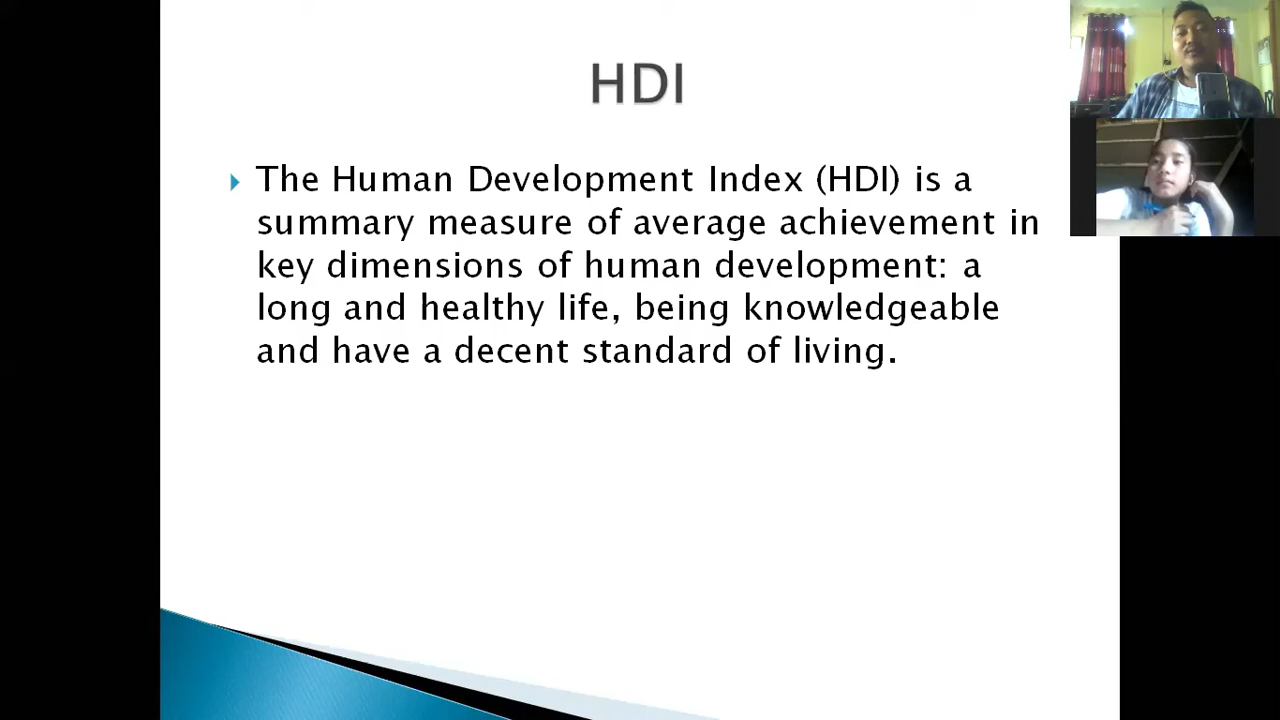 HDI
The Human Development Index (HDI) is a
summary measure of average achievement in
key dimensions of human development: a
long and healthy life, being knowledgeable
and have a decent standard of living.